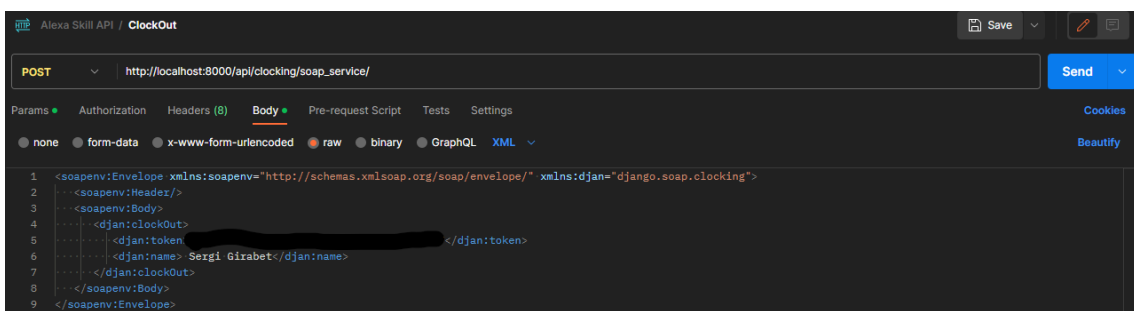 HTTP Alexa Skill API / ClockOut Save
POST http://localhost:8000/api/clocking/soap_service/ Send
Params Authorization Headers (8) Body Pre-request Script Tests Settings Cookies
none form-data x-www-form-urlencoded raw binary GraphQL XML Beautify
1 <soapenv:Envelope xmlns:soapenv="http://schemas.xmlsoap.org/soap/envelope/" xmlns:djan="django.soap.clocking">
2 <soapenv:Header/>
3 <soapenv:Body>
4 <djan:clockOut>
5 <djan:token </djan:token>
6 <djan:name> Sergi Girabet</djan:name>
7 </djan:clockOut>
8 </soapenv:Body>
9 </soapenv:Envelope>